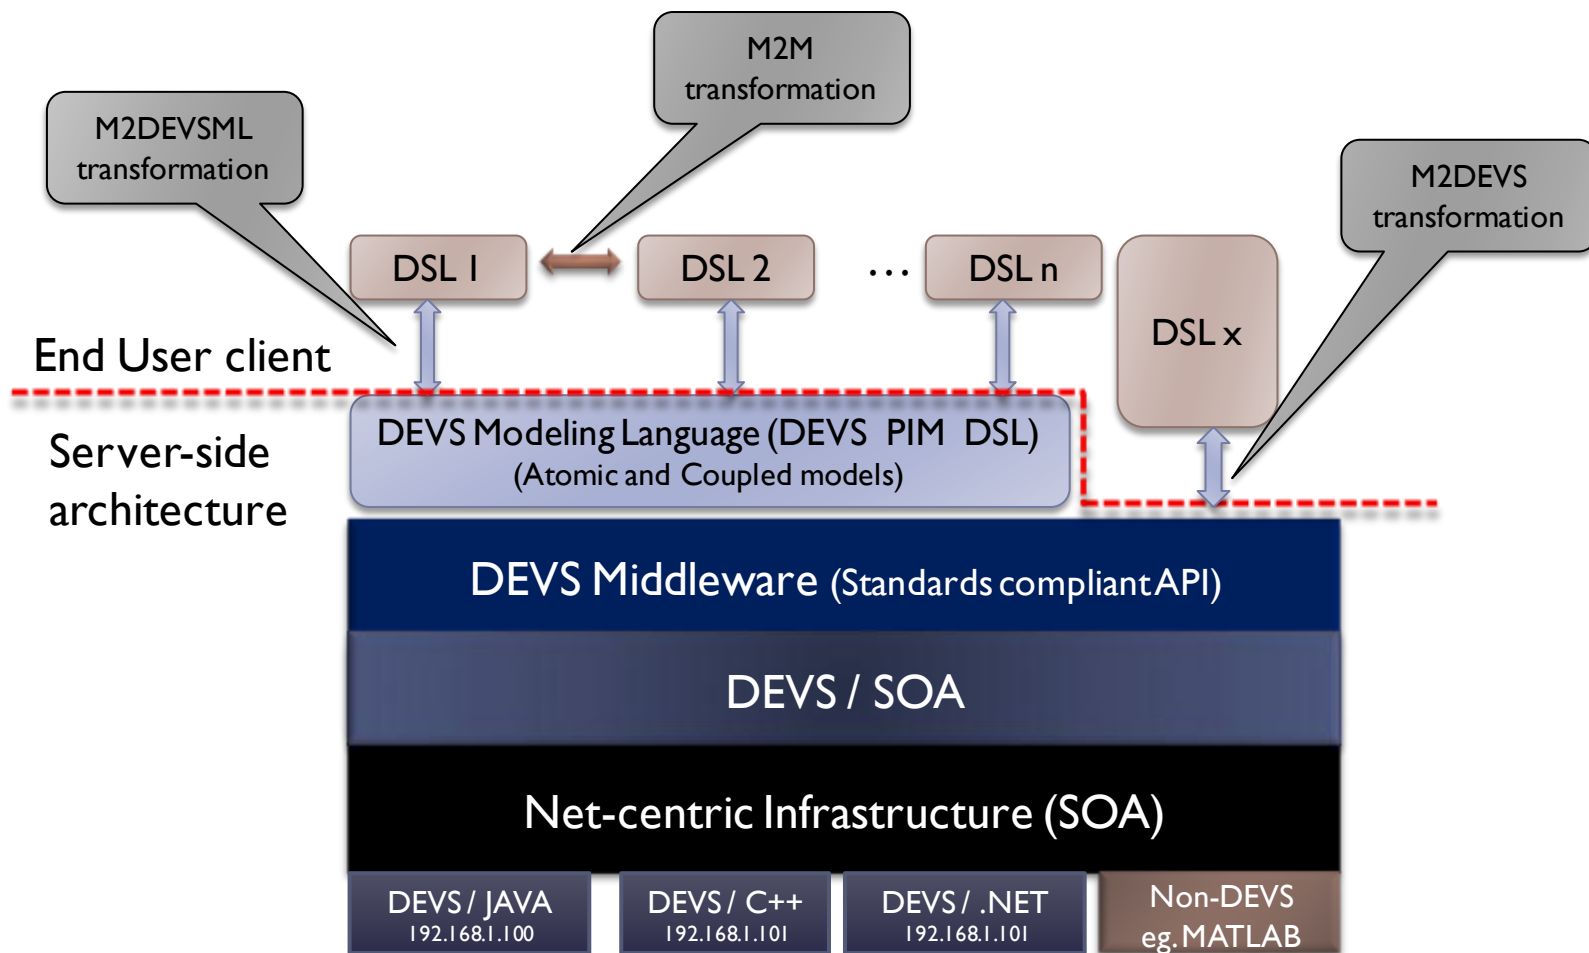 M2M
transformation
M2DEVSML
transformation
M2DEVS
transformation
DSL 1
DSL 2
...
DSL n
DSL x
End User client
DEVS Modeling Language (DEVS PIM DSL)
(Atomic and Coupled models)
Server-side
architecture
DEVS Middleware (Standards compliant API)
DEVS / SOA
Net-centric Infrastructure (SOA)
DEVS / JAVA
192.168.1.100
DEVS / C++
192.168.1.101
DEVS / .NET
192.168.1.101
Non-DEVS
eg. MATLAB